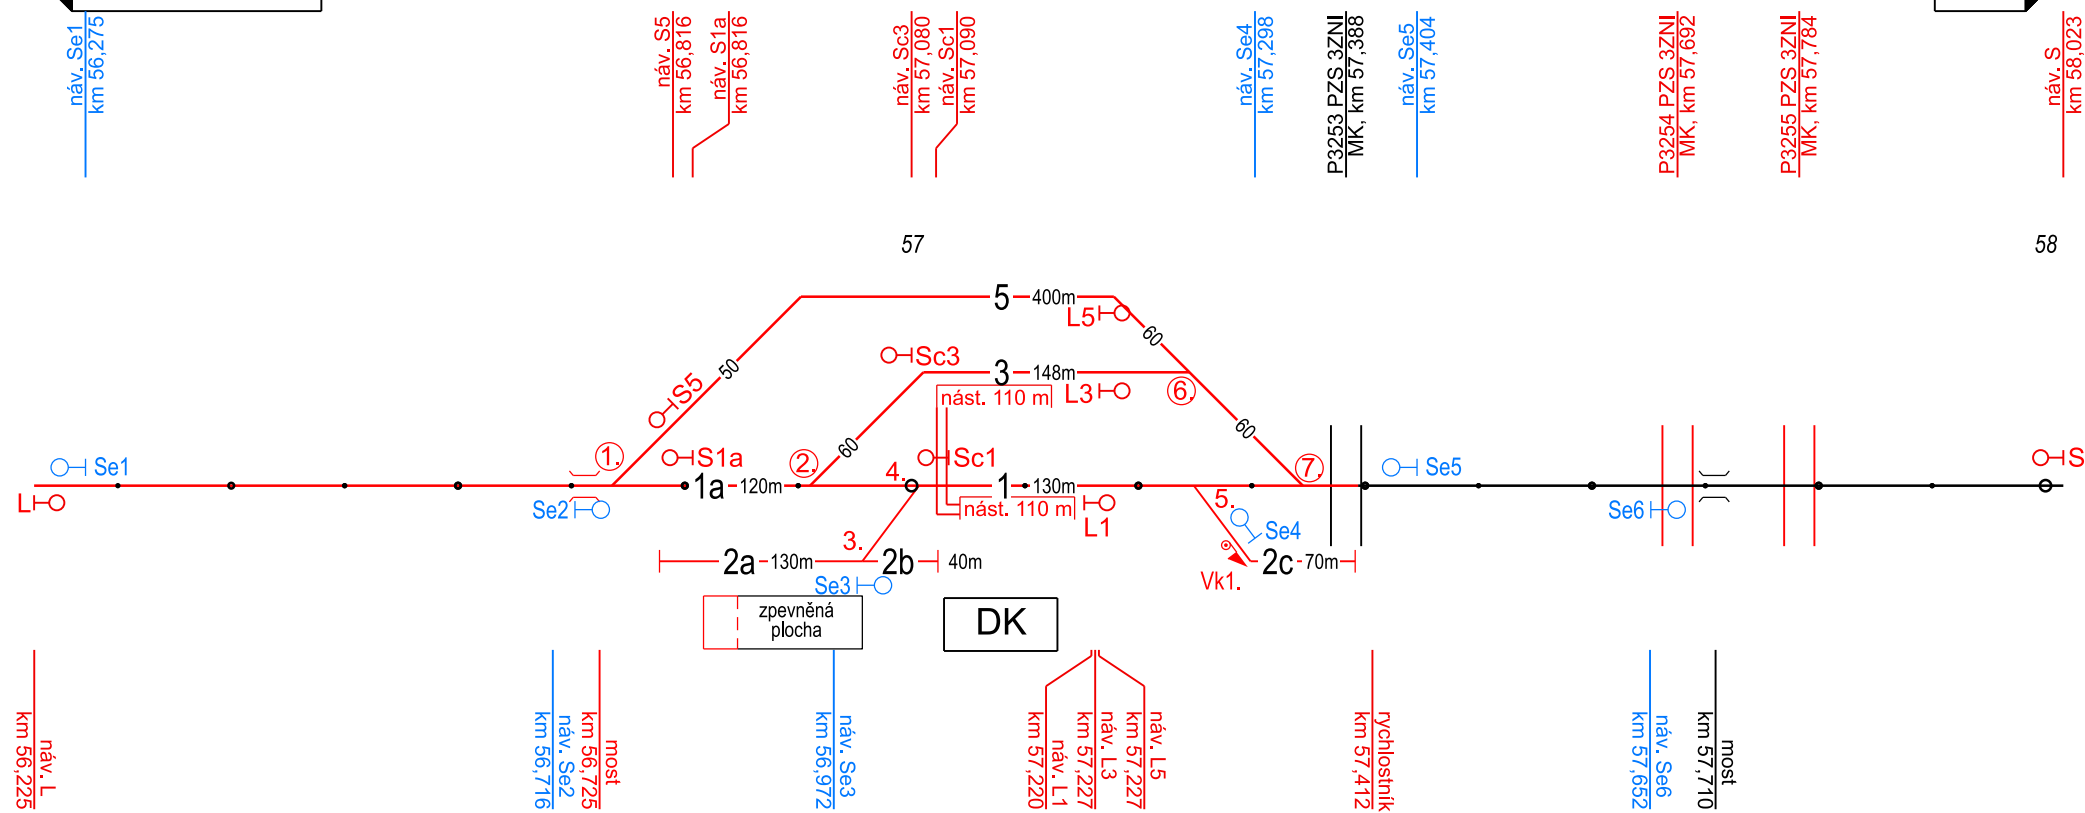 náv. Se1
km 56,275
náv. S5
km 56,816
náv. S1a
km 56,816
náv. Sc3
km 57,080
náv. Sc1
km 57,090
náv. Se4
km 57,298
P3253 PZS 3ZNI
MK, km 57,388
náv. Se5
km 57,404
P3254 PZS 3ZNI
MK, km 57,692
P3255 PZS 3ZNI
MK, km 57,784
náv. S
km 58,023
57
58
5
400m
L5
60
50
Sc3
3
148m
S5
nást. 110 m
L3
6.
60
60
Se1
1.
S1a
2.
4.
Sc1
7.
Se5
S
L
1a
120m
1
130m
Se2
nást. 110 m
L1
5.
Se4
Se6
3.
2a
130m
2b
40m
2c
70m
Se3
Vk1.
zpevněná
plocha
DK
náv. L
km 56,225
náv. Se2
km 56,716
most
km 56,725
náv. Se3
km 56,972
náv. L1
km 57,220
náv. L3
km 57,227
náv. L5
km 57,227
rychlostník
km 57,412
náv. Se6
km 57,652
most
km 57,710